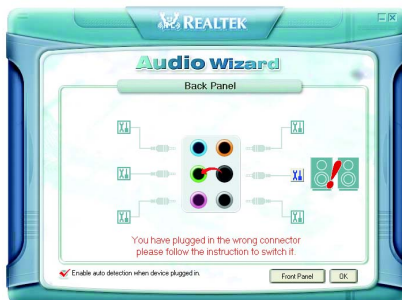 REALTEK
Audio Wizard
Back Panel
You have plugged in the wrong connector
please follow the instruction to switch it.
Enable auto detection when device plugged in.
Front Panel
OK